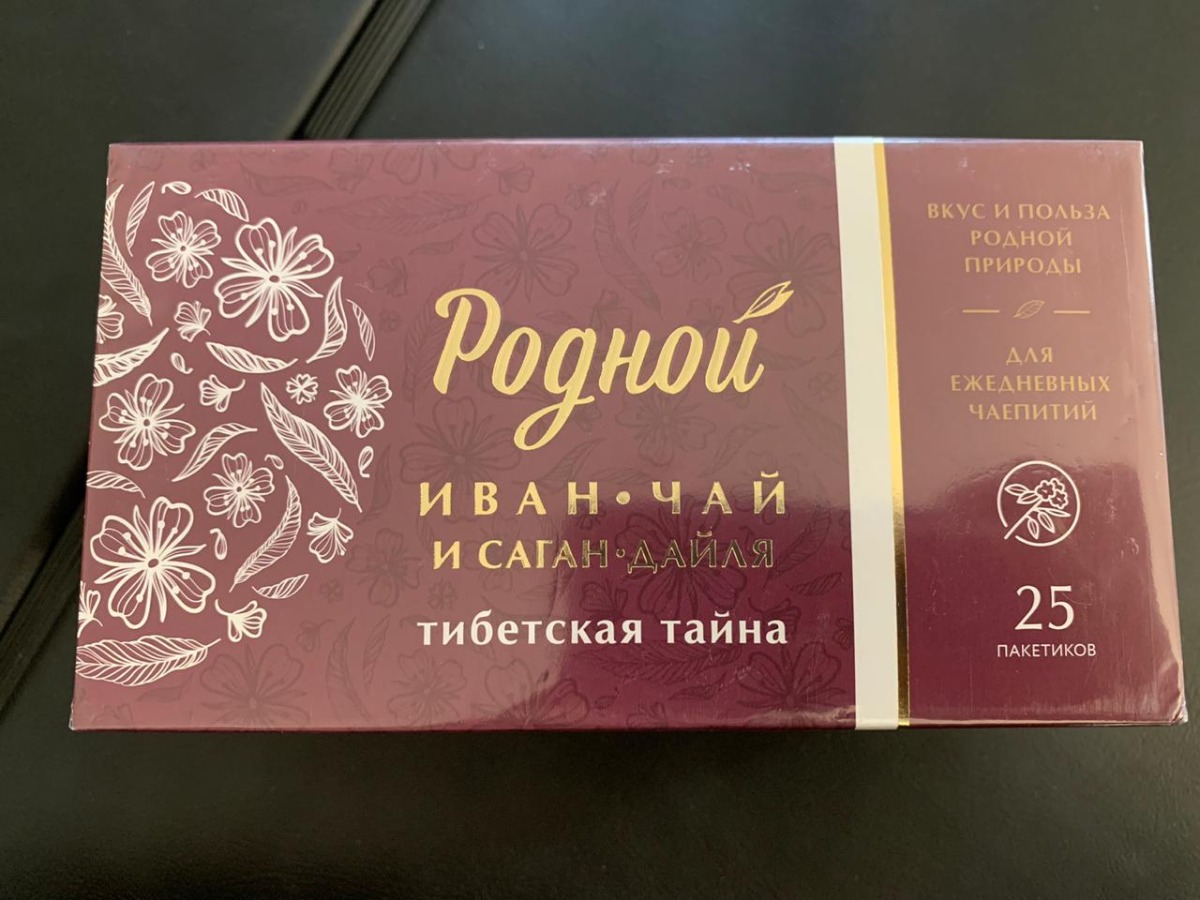 Родной
ИВАН•ЧАЙ
И САГАН•ДАЙЛЯ
тибетская тайна
ВКУС И ПОЛЬЗА
РОДНОЙ
ПРИРОДЫ
ДЛЯ
ЕЖЕДНЕВНЫХ
ЧАЕПИТИЙ
25
ПАКЕТИКОВ